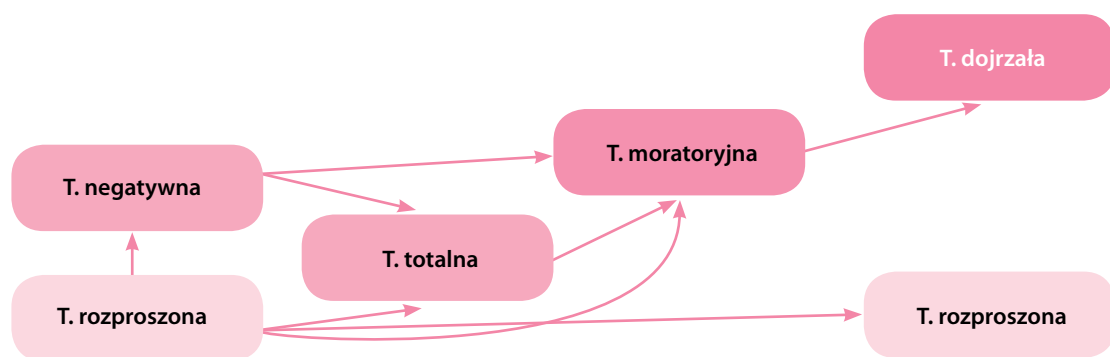 T. dojrzała
T. moratoryjna
T. negatywna
T. totalna
T. rozproszona
T. rozproszona